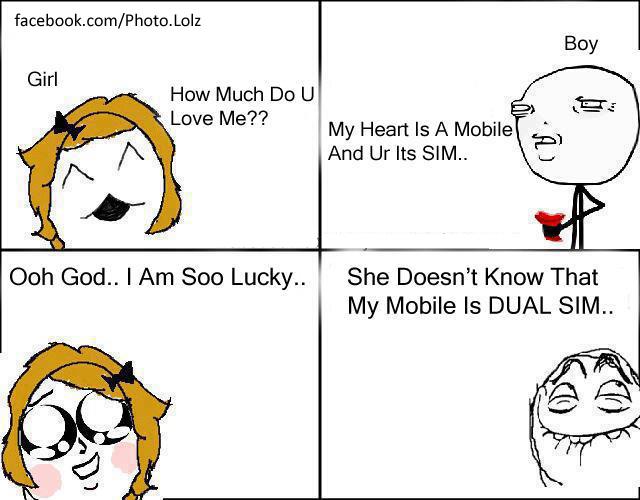 facebook.com/Photo.Lolz
Girl
How Much Do U
Love Me??
Boy
My Heart Is A Mobile
And Ur Its SIM..
Ooh God.. I Am Soo Lucky..
She Doesn't Know That
My Mobile Is DUAL SIM..